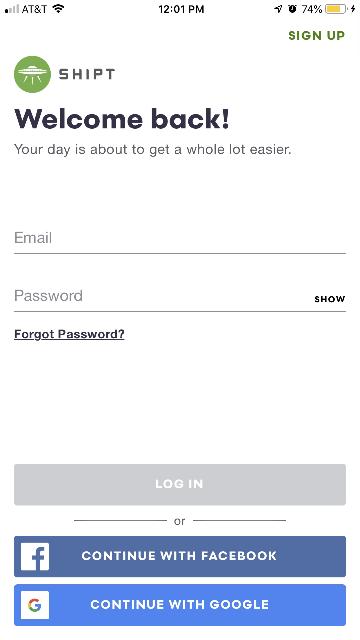 AT&T 12:01 PM 74%
SIGN UP
SHIPT
Welcome back!
Your day is about to get a whole lot easier.
Email
Password SHOW
Forgot Password?
LOG IN
or
CONTINUE WITH FACEBOOK
G CONTINUE WITH GOOGLE